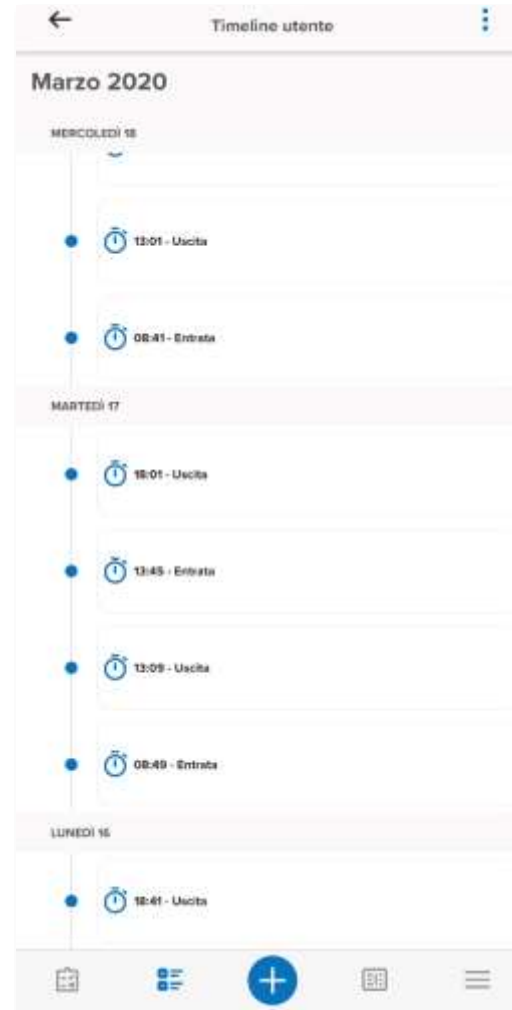 Timeline utente
Marzo 2020
MERCOLEDÌ 18
13:01 - Uscita
08:41 - Entrata
MARTEDÌ 17
18:01 - Uscita
13:45 - Entrata
13:09 - Uscita
08:49 - Entrata
LUNEDÌ 16
18:41 - Uscita